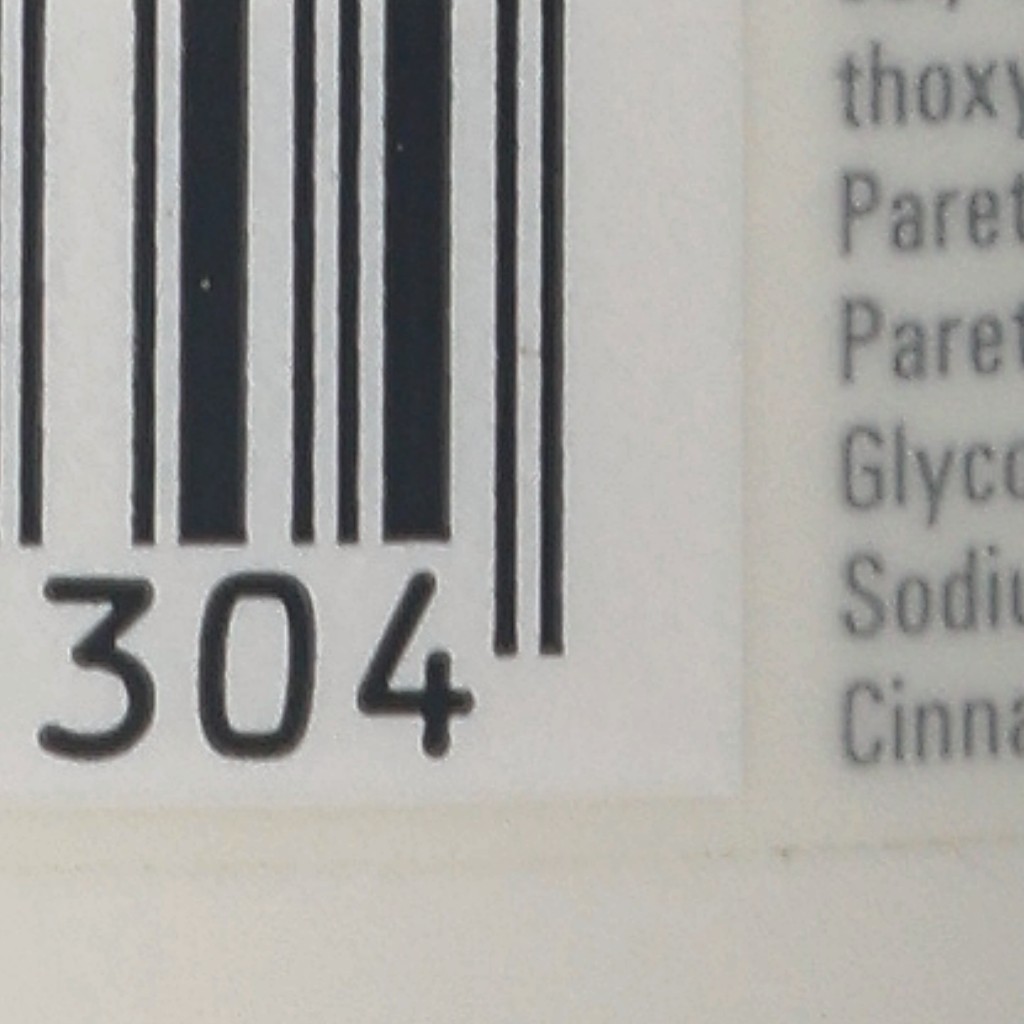 304
thoxy
Paret
Paret
Glyco
Sodiu
Cinna